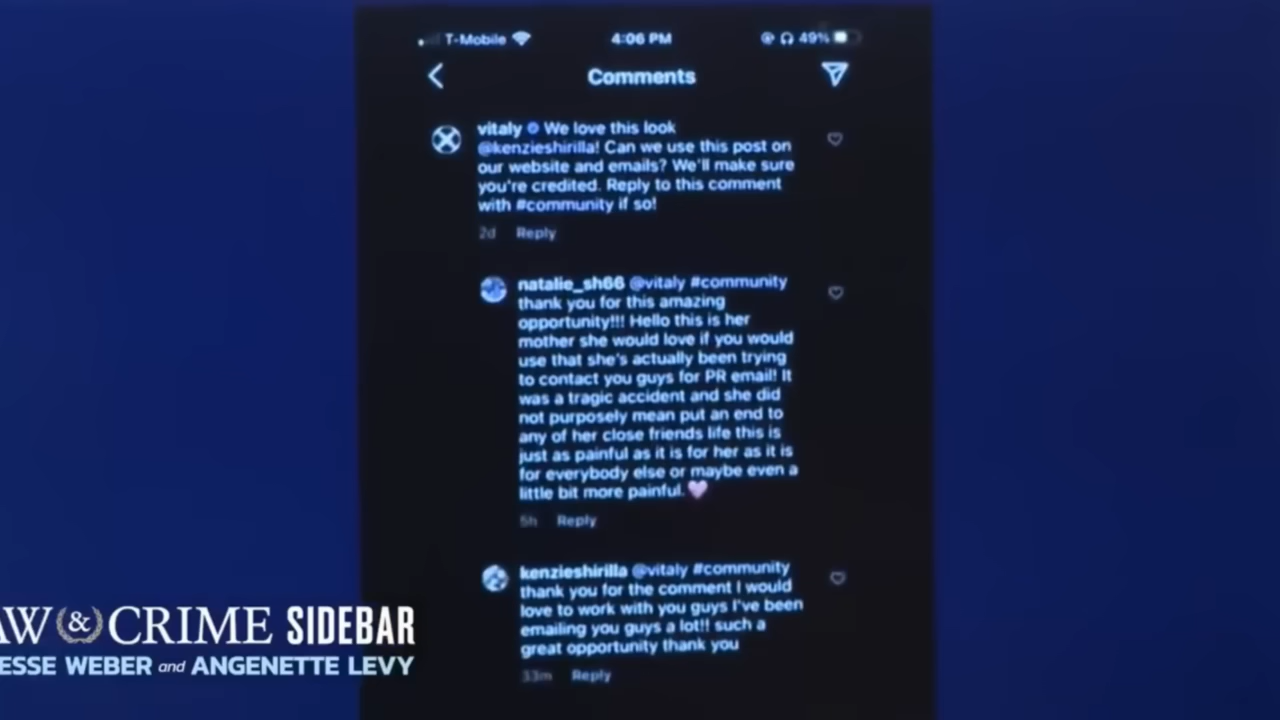 T-Mobile 4:06 PM 49%
Comments
vitaly We love this look
@kenzieshirilla! Can we use this post on
our website and emails? We'll make sure
you're credited. Reply to this comment
with #community if so!
2d Reply
natalie_sh66 @vitaly #community
thank you for this amazing
opportunity!!! Hello this is her
mother she would love if you would
use that she's actually been trying
to contact you guys for PR email! It
was a tragic accident and she did
not purposely mean put an end to
any of her close friends life this is
just as painful as it is for her as it is
for everybody else or maybe even a
little bit more painful.🩷
5h Reply
kenzieshirilla @vitaly #community
thank you for the comment I would
love to work with you guys I've been
emailing you guys a lot!! such a
great opportunity thank you
33m Reply
AW & CRIME SIDEBAR
ESSE WEBER and ANGENETTE LEVY